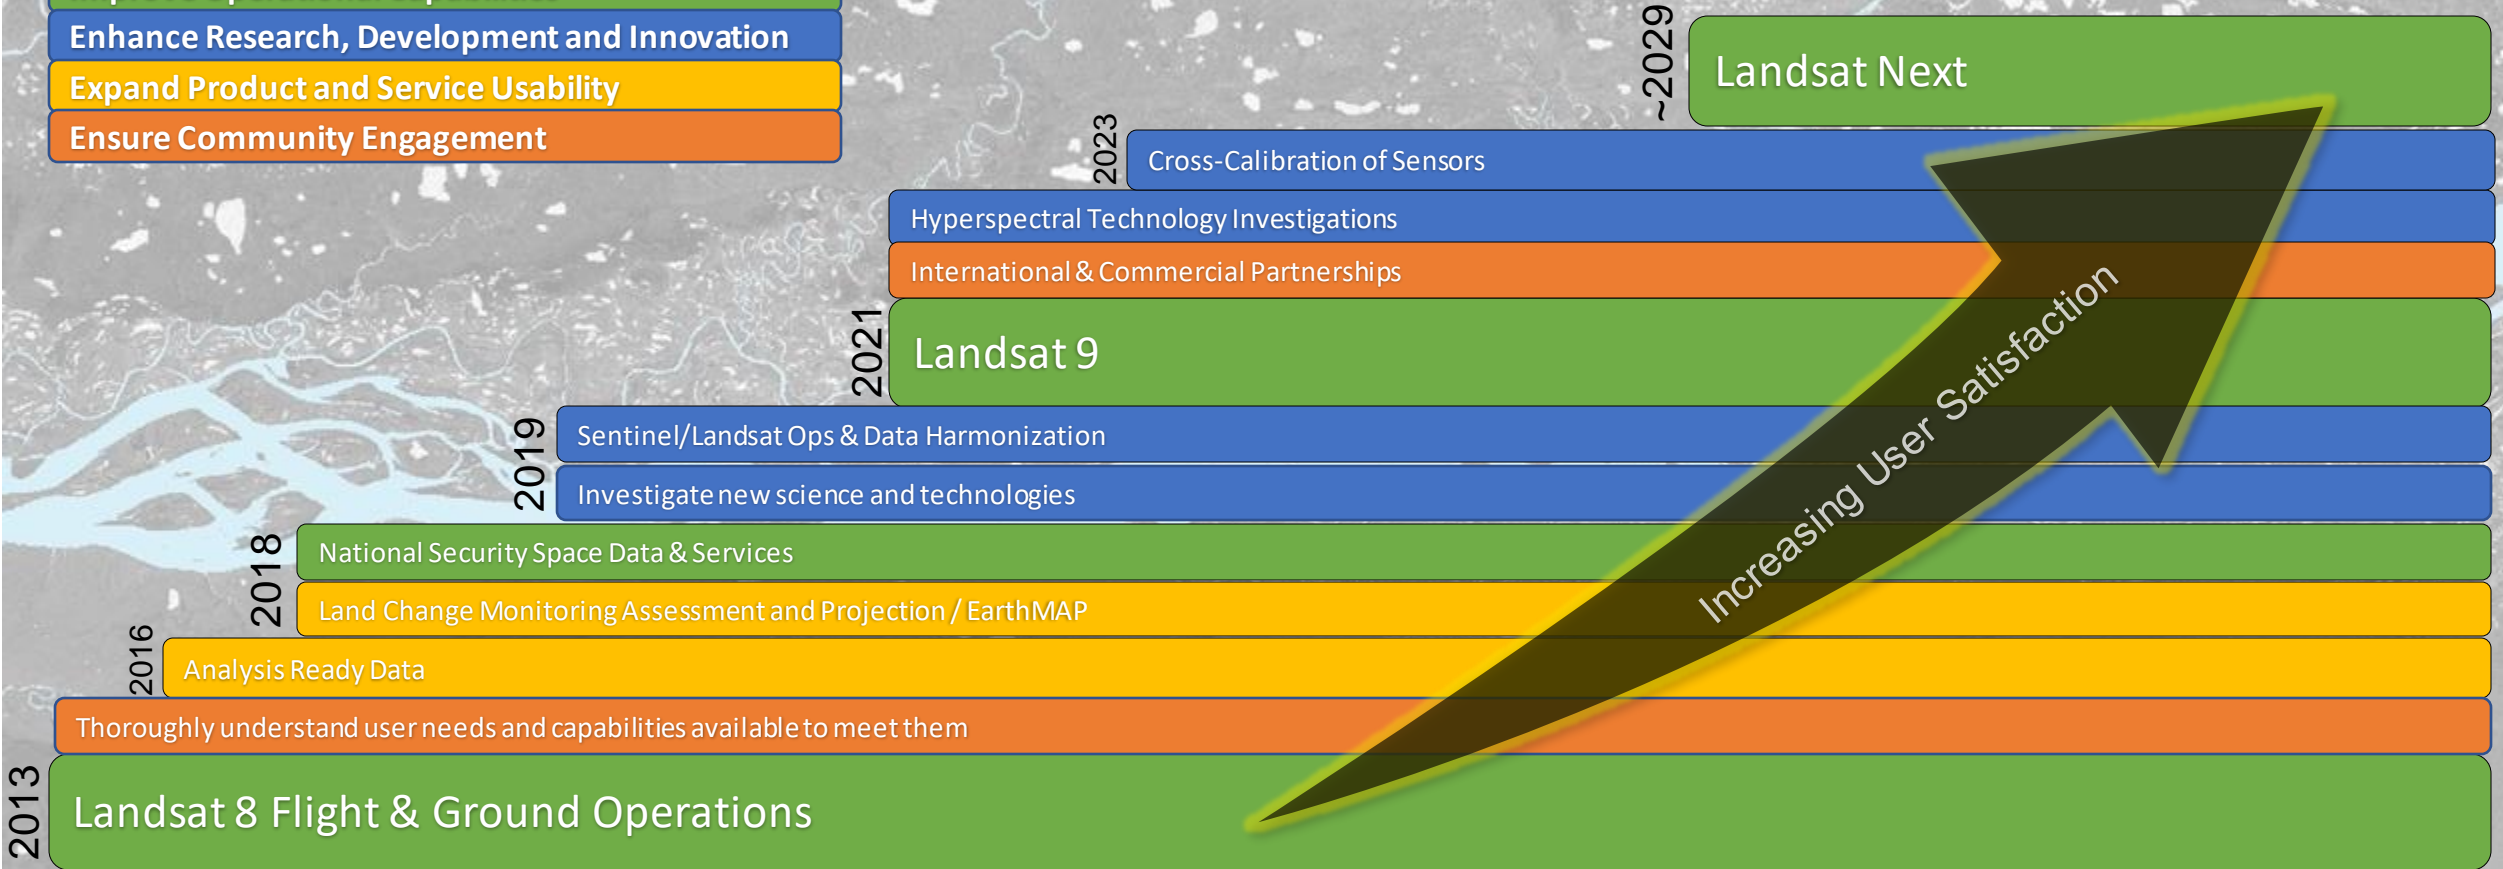 Improve Operational Capabilities
Enhance Research, Development and Innovation
Expand Product and Service Usability
Ensure Community Engagement
~2029
Landsat Next
2023
Cross-Calibration of Sensors
Hyperspectral Technology Investigations
International & Commercial Partnerships
2021
Landsat 9
2019
Sentinel/Landsat Ops & Data Harmonization
Investigate new science and technologies
2018
National Security Space Data & Services
Land Change Monitoring Assessment and Projection / EarthMAP
2016
Analysis Ready Data
Thoroughly understand user needs and capabilities available to meet them
2013
Landsat 8 Flight & Ground Operations
Increasing User Satisfaction